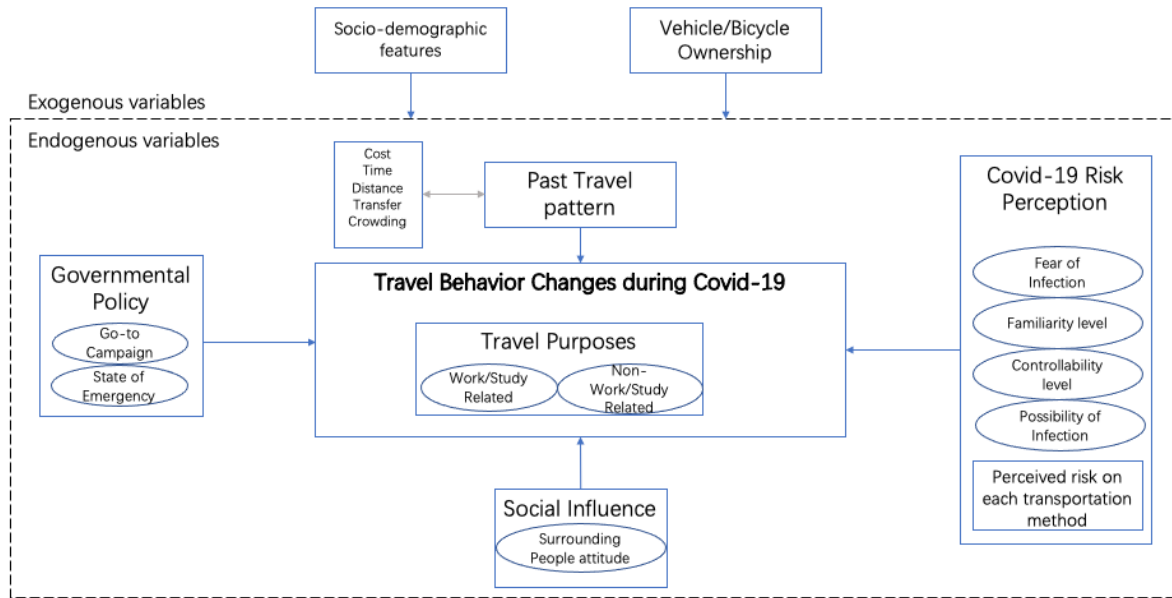 Socio-demographic
features
Vehicle/Bicycle
Ownership
Exogenous variables
Endogenous variables
Cost
Time
Distance
Transfer
Crowding
Past Travel
pattern
Covid-19 Risk
Perception
Fear of
Infection
Familiarity level
Controllability
level
Possibility of
Infection
Perceived risk on
each transportation
method
Governmental
Policy
Go-to
Campaign
State of
Emergency
Travel Behavior Changes during Covid-19
Travel Purposes
Work/Study
Related
Non-
Work/Study
Related
Social Influence
Surrounding
People attitude